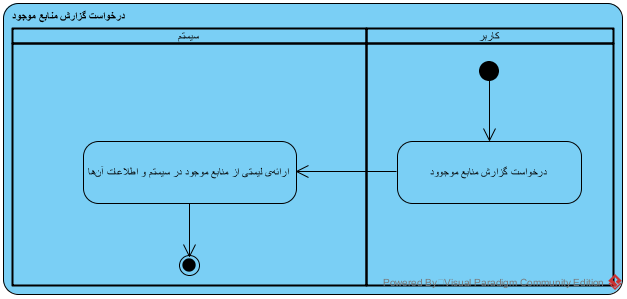 درخواست گزارش منابع موجود
کاربر
سیستم
درخواست گزارش منابع موجوود
ارائه‌ی لیستی از منابع موجود در سیستم و اطلاعات آن‌ها
Powered By Visual Paradigm Community Edition